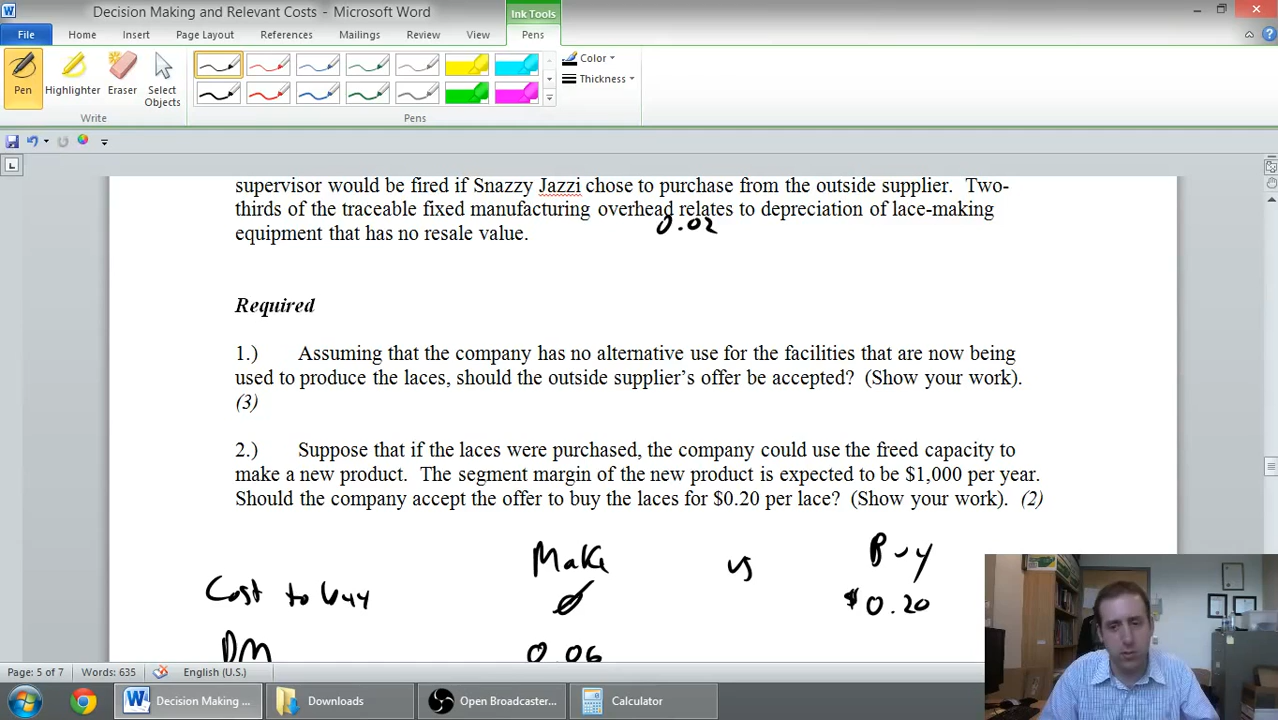 Decision Making and Relevant Costs - Microsoft Word
Ink Tools
File Home Insert Page Layout References Mailings Review View Pens
Pen Highlighter Eraser Select Objects
Color
Thickness
Write
Pens
supervisor would be fired if Snazzy Jazzi chose to purchase from the outside supplier. Two-
thirds of the traceable fixed manufacturing overhead relates to depreciation of lace-making
0.02
equipment that has no resale value.
Required
1.) Assuming that the company has no alternative use for the facilities that are now being
used to produce the laces, should the outside supplier's offer be accepted? (Show your work).
(3)
2.) Suppose that if the laces were purchased, the company could use the freed capacity to
make a new product. The segment margin of the new product is expected to be $1,000 per year.
Should the company accept the offer to buy the laces for $0.20 per lace? (Show your work). (2)
Make vs Buy
Cost to buy ø $0.20
DM 0.06
Page: 5 of 7 Words: 635 English (U.S.)
Decision Making ... Downloads Open Broadcaster... Calculator